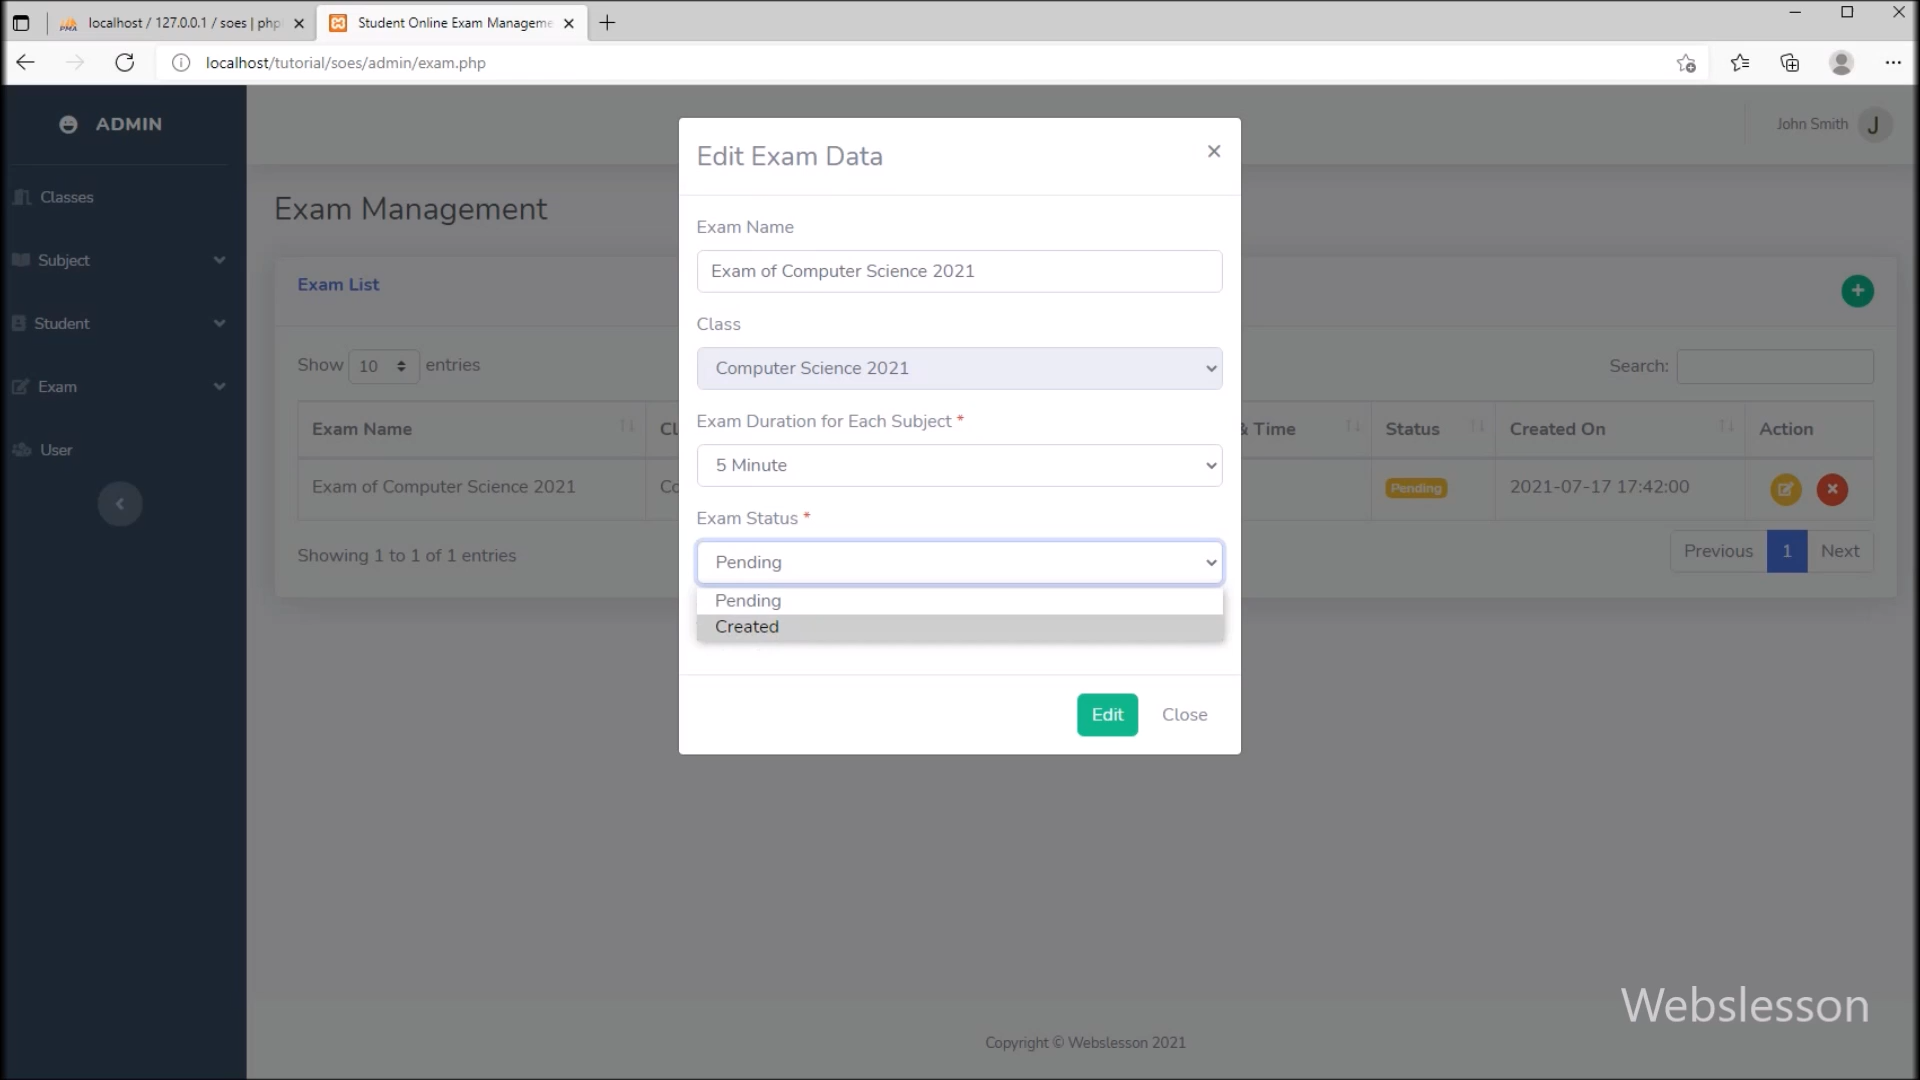 localhost / 127.0.0.1 / soes | php
Student Online Exam Manageme
localhost/tutorial/soes/admin/exam.php
ADMIN
John Smith
J
Classes
Subject
Student
Exam
User
Exam Management
Exam List
Show 10 entries
Search:
Exam Name
& Time
Status
Created On
Action
Exam of Computer Science 2021
Co
Pending
2021-07-17 17:42:00
Showing 1 to 1 of 1 entries
Previous
1
Next
Edit Exam Data
Exam Name
Exam of Computer Science 2021
Class
Computer Science 2021
Exam Duration for Each Subject *
5 Minute
Exam Status *
Pending
Pending
Created
Edit
Close
Webslesson
Copyright © Webslesson 2021